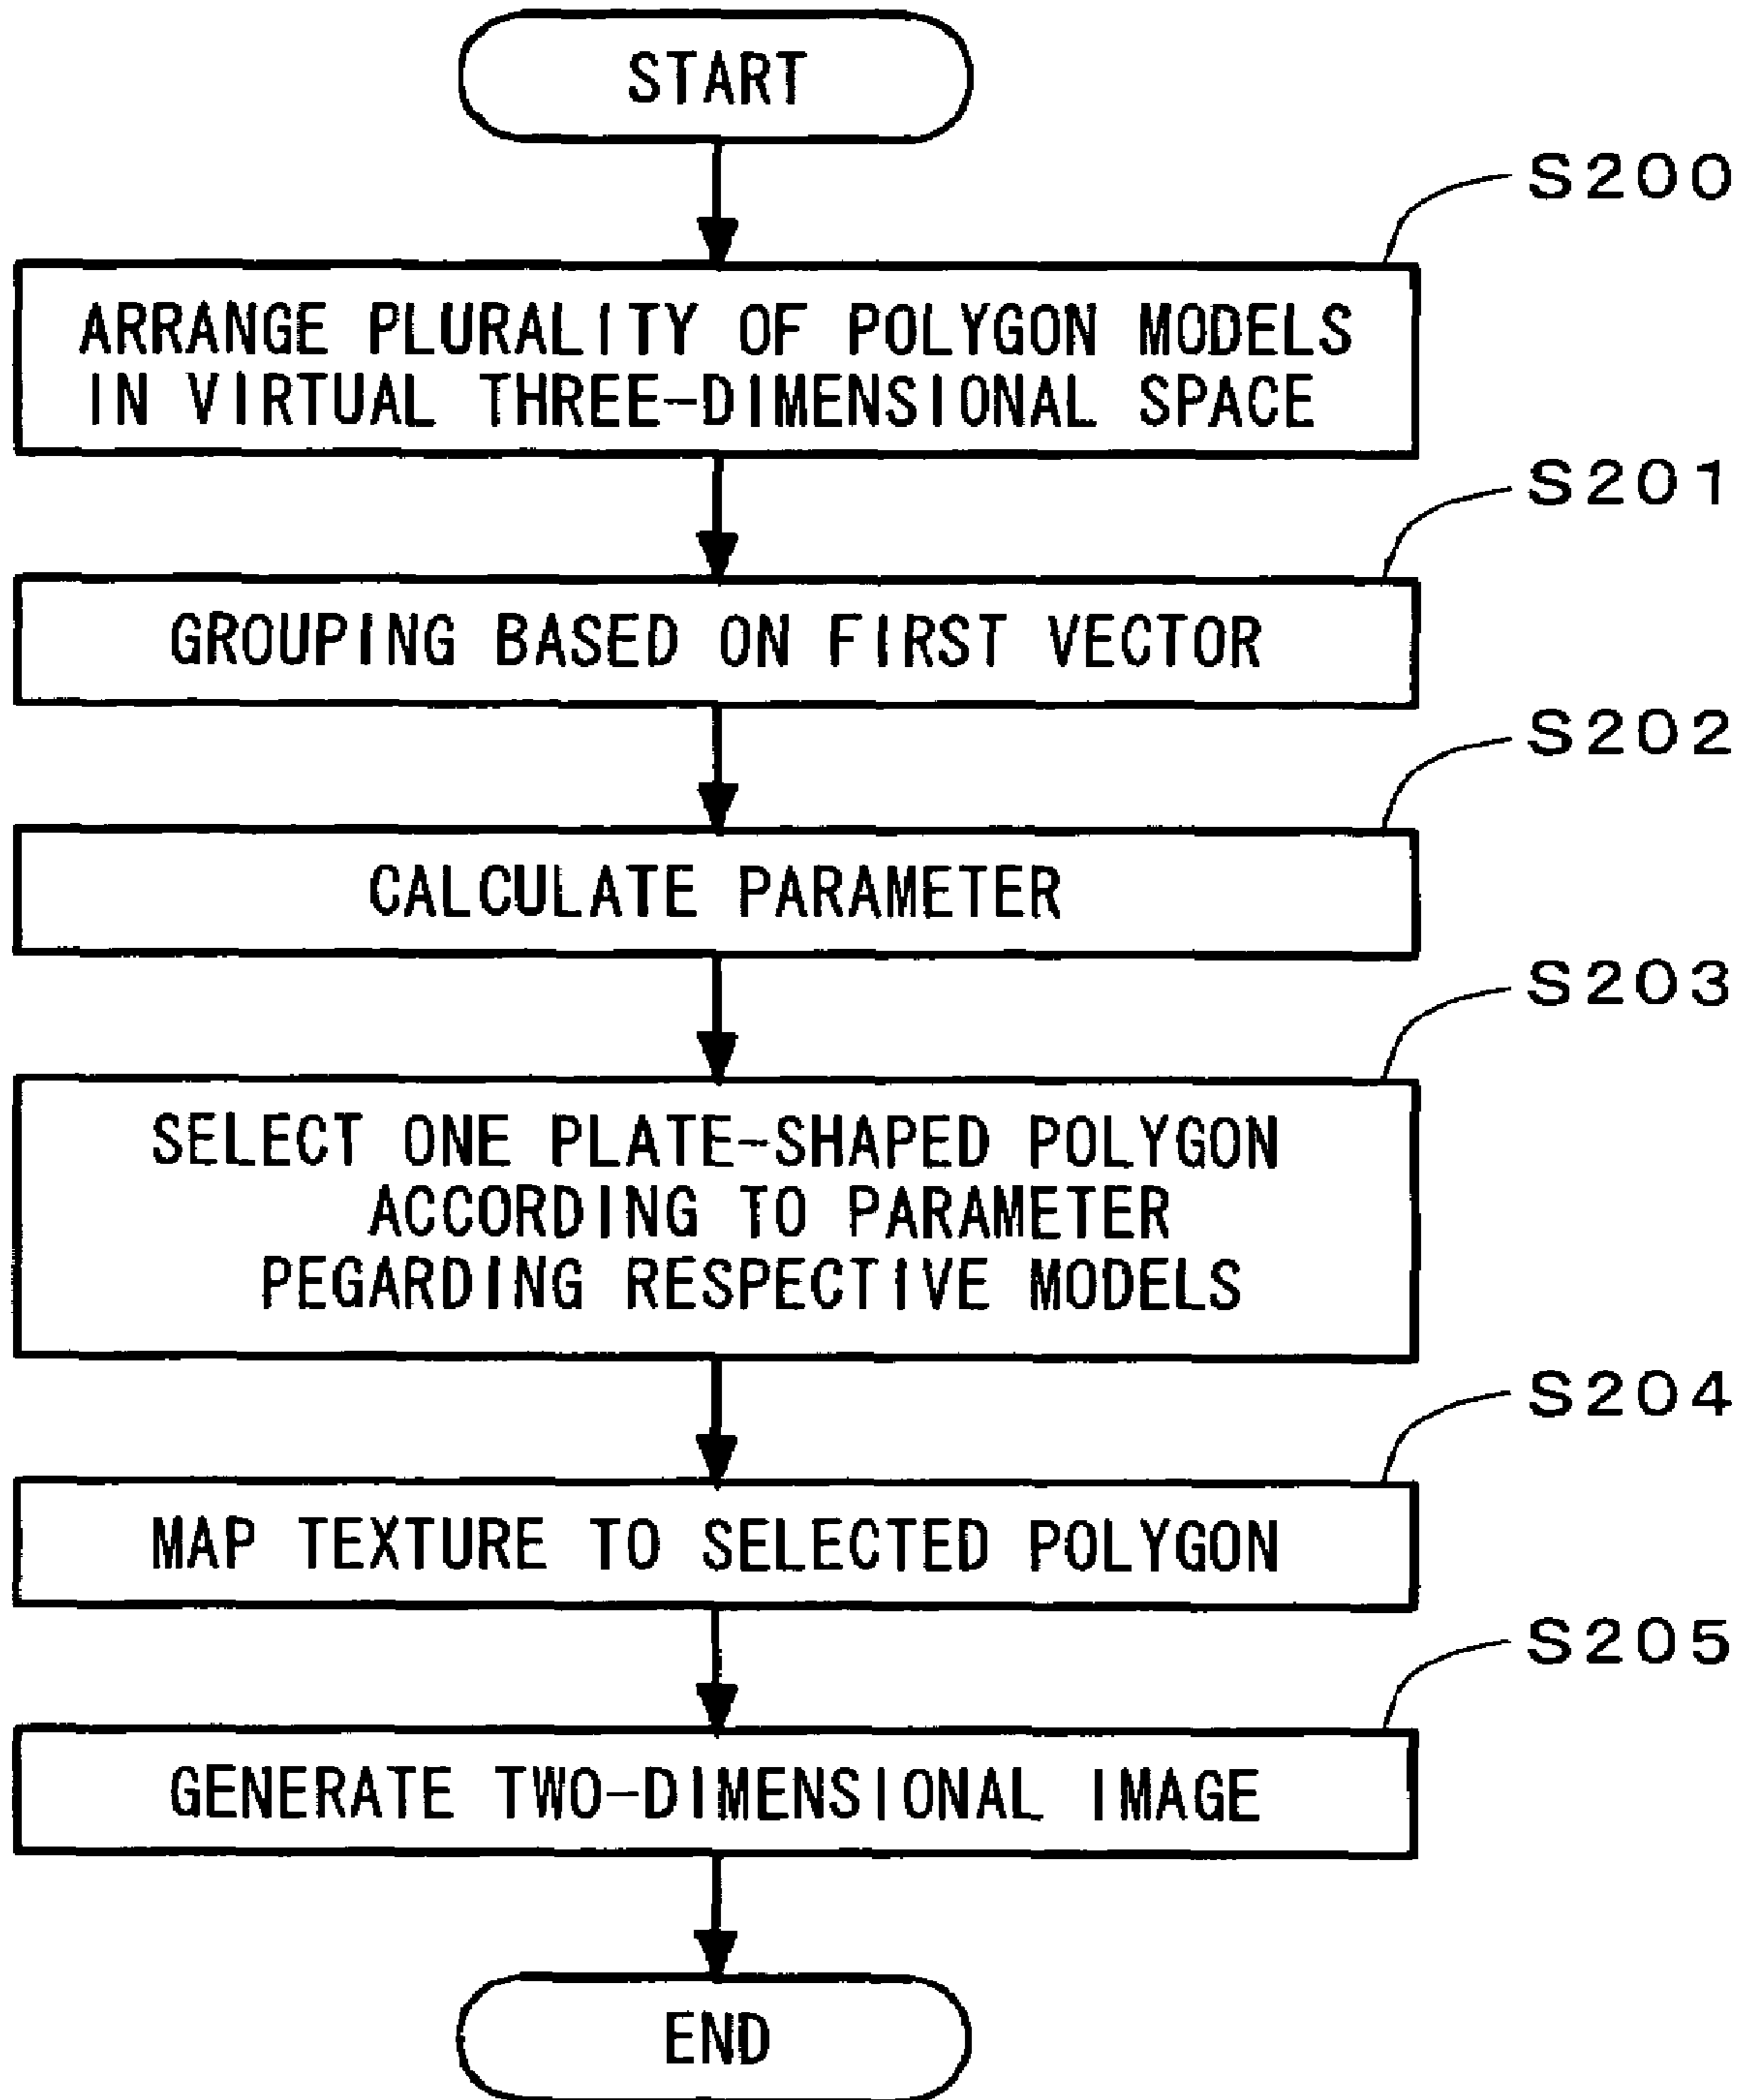 START
S200
ARRANGE PLURALITY OF POLYGON MODELS
IN VIRTUAL THREE-DIMENSIONAL SPACE
S201
GROUPING BASED ON FIRST VECTOR
S202
CALCULATE PARAMETER
S203
SELECT ONE PLATE-SHAPED POLYGON
ACCORDING TO PARAMETER
PEGARDING RESPECTIVE MODELS
S204
MAP TEXTURE TO SELECTED POLYGON
S205
GENERATE TWO-DIMENSIONAL IMAGE
END